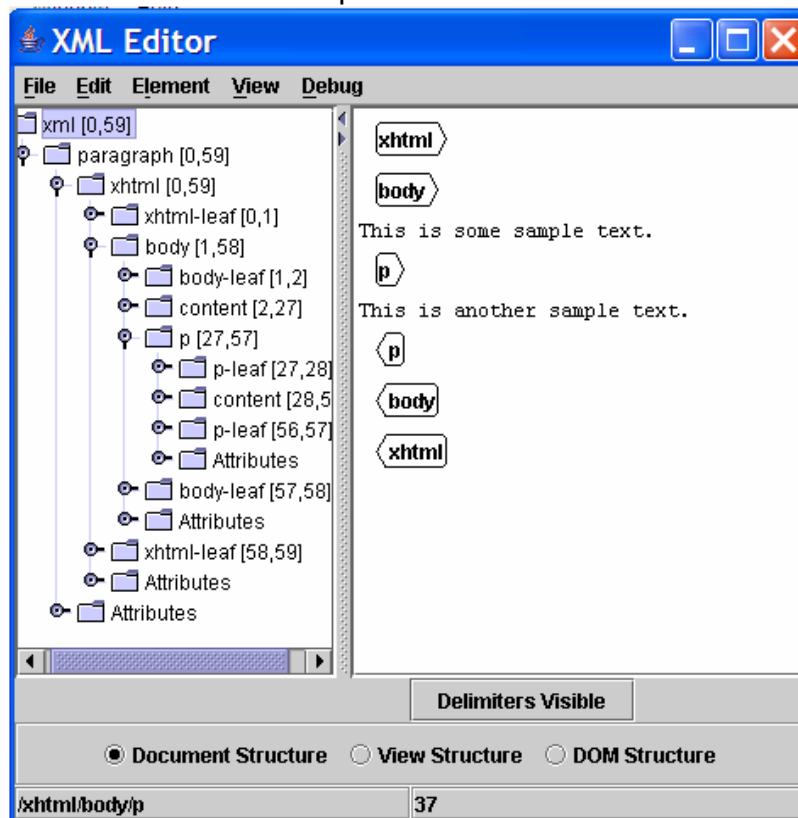 XML Editor
File Edit Element View Debug
xml [0,59]
paragraph [0,59]
xhtml [0,59]
xhtml-leaf [0,1]
body [1,58]
body-leaf [1,2]
content [2,27]
p [27,57]
p-leaf [27,28]
content [28,5
p-leaf [56,57]
Attributes
body-leaf [57,58]
Attributes
xhtml-leaf [58,59]
Attributes
Attributes
xhtml
body
This is some sample text.
p
This is another sample text.
p
body
xhtml
Delimiters Visible
Document Structure View Structure DOM Structure
/xhtml/body/p 37